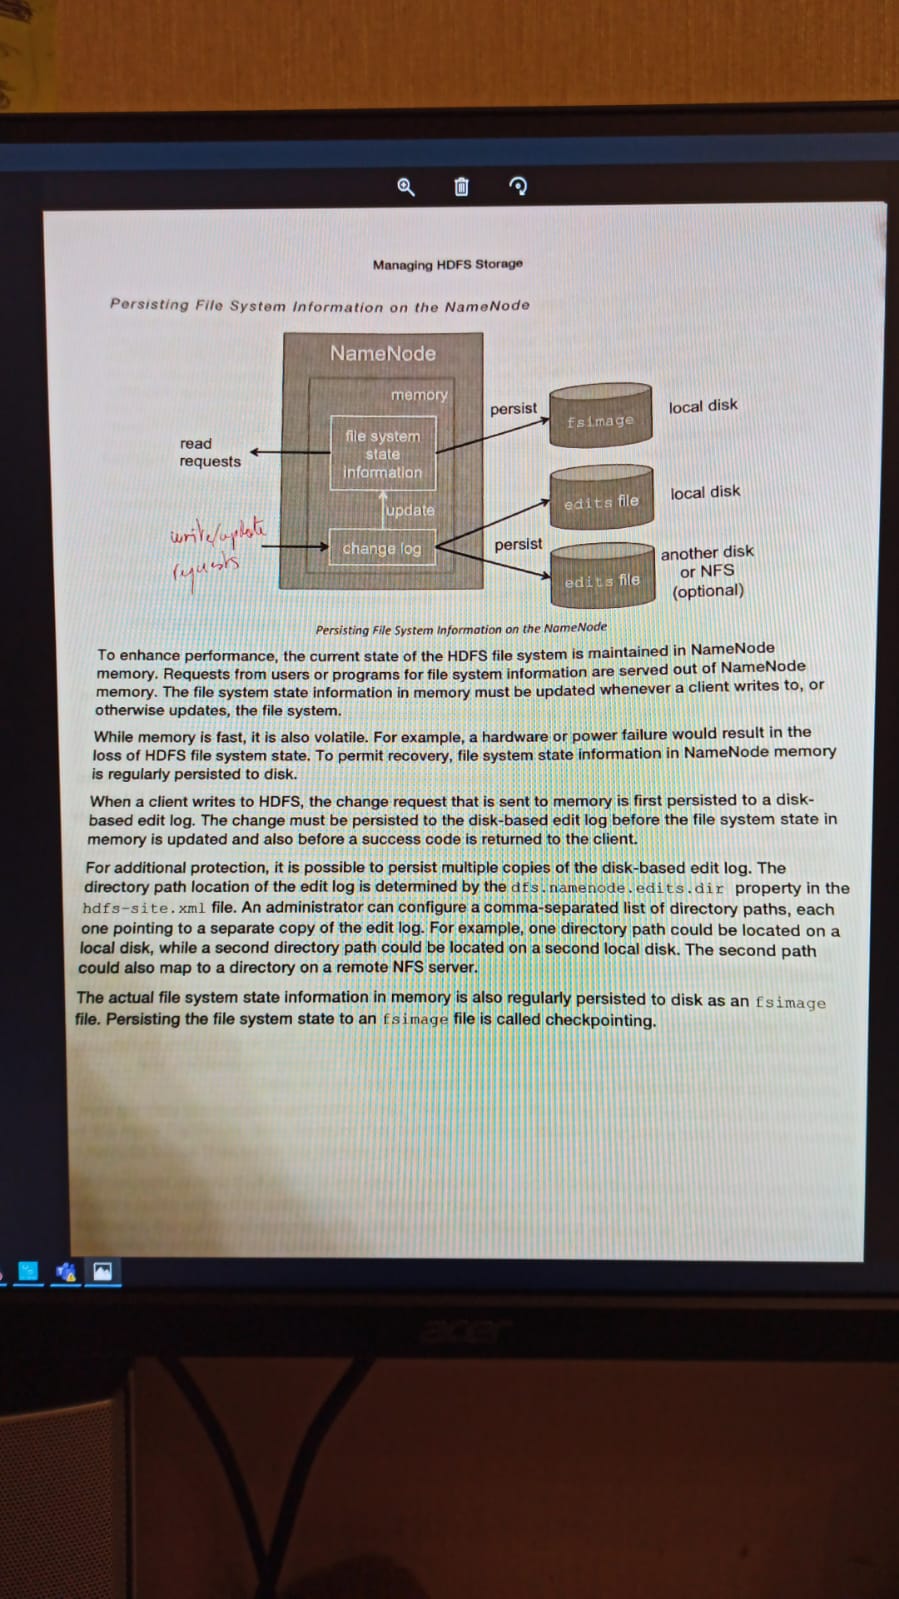 Managing HDFS Storage
Persisting File System Information on the NameNode
NameNode
memory
file system
state
information
update
change log
read
requests
write/update
requests
persist
fsimage
local disk
edits file
local disk
persist
edits file
another disk
or NFS
(optional)
Persisting File System Information on the NameNode
To enhance performance, the current state of the HDFS file system is maintained in NameNode
memory. Requests from users or programs for file system information are served out of NameNode
memory. The file system state information in memory must be updated whenever a client writes to, or
otherwise updates, the file system.
While memory is fast, it is also volatile. For example, a hardware or power failure would result in the
loss of HDFS file system state. To permit recovery, file system state information in NameNode memory
is regularly persisted to disk.
When a client writes to HDFS, the change request that is sent to memory is first persisted to a disk-
based edit log. The change must be persisted to the disk-based edit log before the file system state in
memory is updated and also before a success code is returned to the client.
For additional protection, it is possible to persist multiple copies of the disk-based edit log. The
directory path location of the edit log is determined by the dfs.namenode.edits.dir property in the
hdfs-site.xml file. An administrator can configure a comma-separated list of directory paths, each
one pointing to a separate copy of the edit log. For example, one directory path could be located on a
local disk, while a second directory path could be located on a second local disk. The second path
could also map to a directory on a remote NFS server.
The actual file system state information in memory is also regularly persisted to disk as an fsimage
file. Persisting the file system state to an fsimage file is called checkpointing.
acer